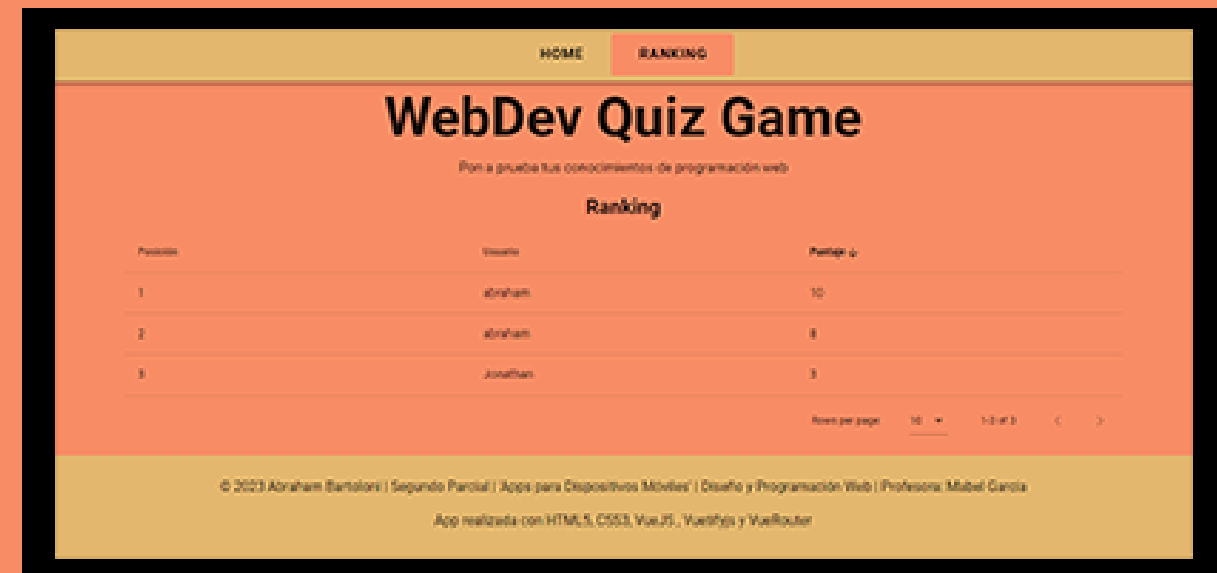 HOME RANKING
WebDev Quiz Game
Pon a prueba tus conocimientos de programación web
Ranking
Posición Usuario Puntaje ↓
1 abraham 10
2 abraham 8
3 Jonathan 3
Rows per page: 10 1-3 of 3
© 2023 Abraham Bartoloni | Segundo Parcial | 'Apps para Dispositivos Móviles' | Diseño y Programación Web | Profesora: Mabel García
App realizada con HTML5, CSS3, VueJS , Vuetifyjs y VueRouter